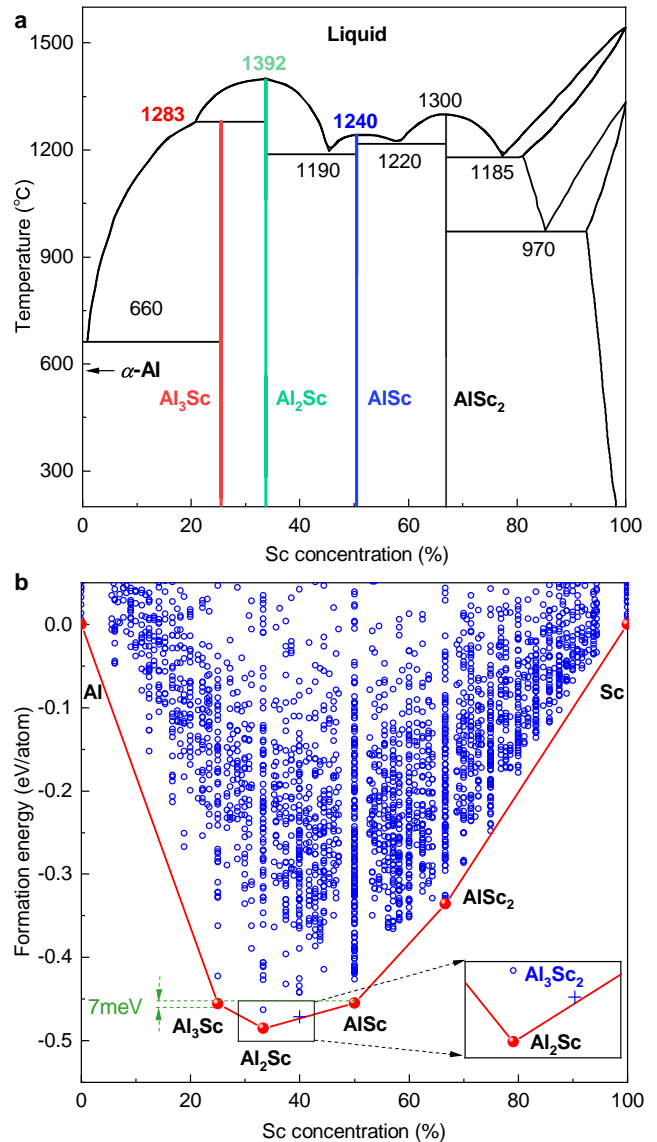 a
Liquid
1392
1283
1240
1300
1190
1220
1185
970
660
α-Al
Al₃Sc
Al₂Sc
AlSc
AlSc₂
1500
1200
900
600
300
Temperature (°C)
0 20 40 60 80 100
Sc concentration (%)
b
0.0
-0.1
-0.2
-0.3
-0.4
-0.5
Formation energy (eV/atom)
Al
Sc
AlSc₂
7meV
Al₃Sc
Al₂Sc
AlSc
Al₃Sc₂
Al₂Sc
0 20 40 60 80 100
Sc concentration (%)